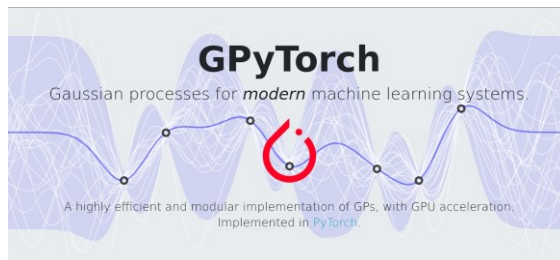 GPyTorch
Gaussian processes for modern machine learning systems.
A highly efficient and modular implementation of GPs, with GPU acceleration.
Implemented in PyTorch.